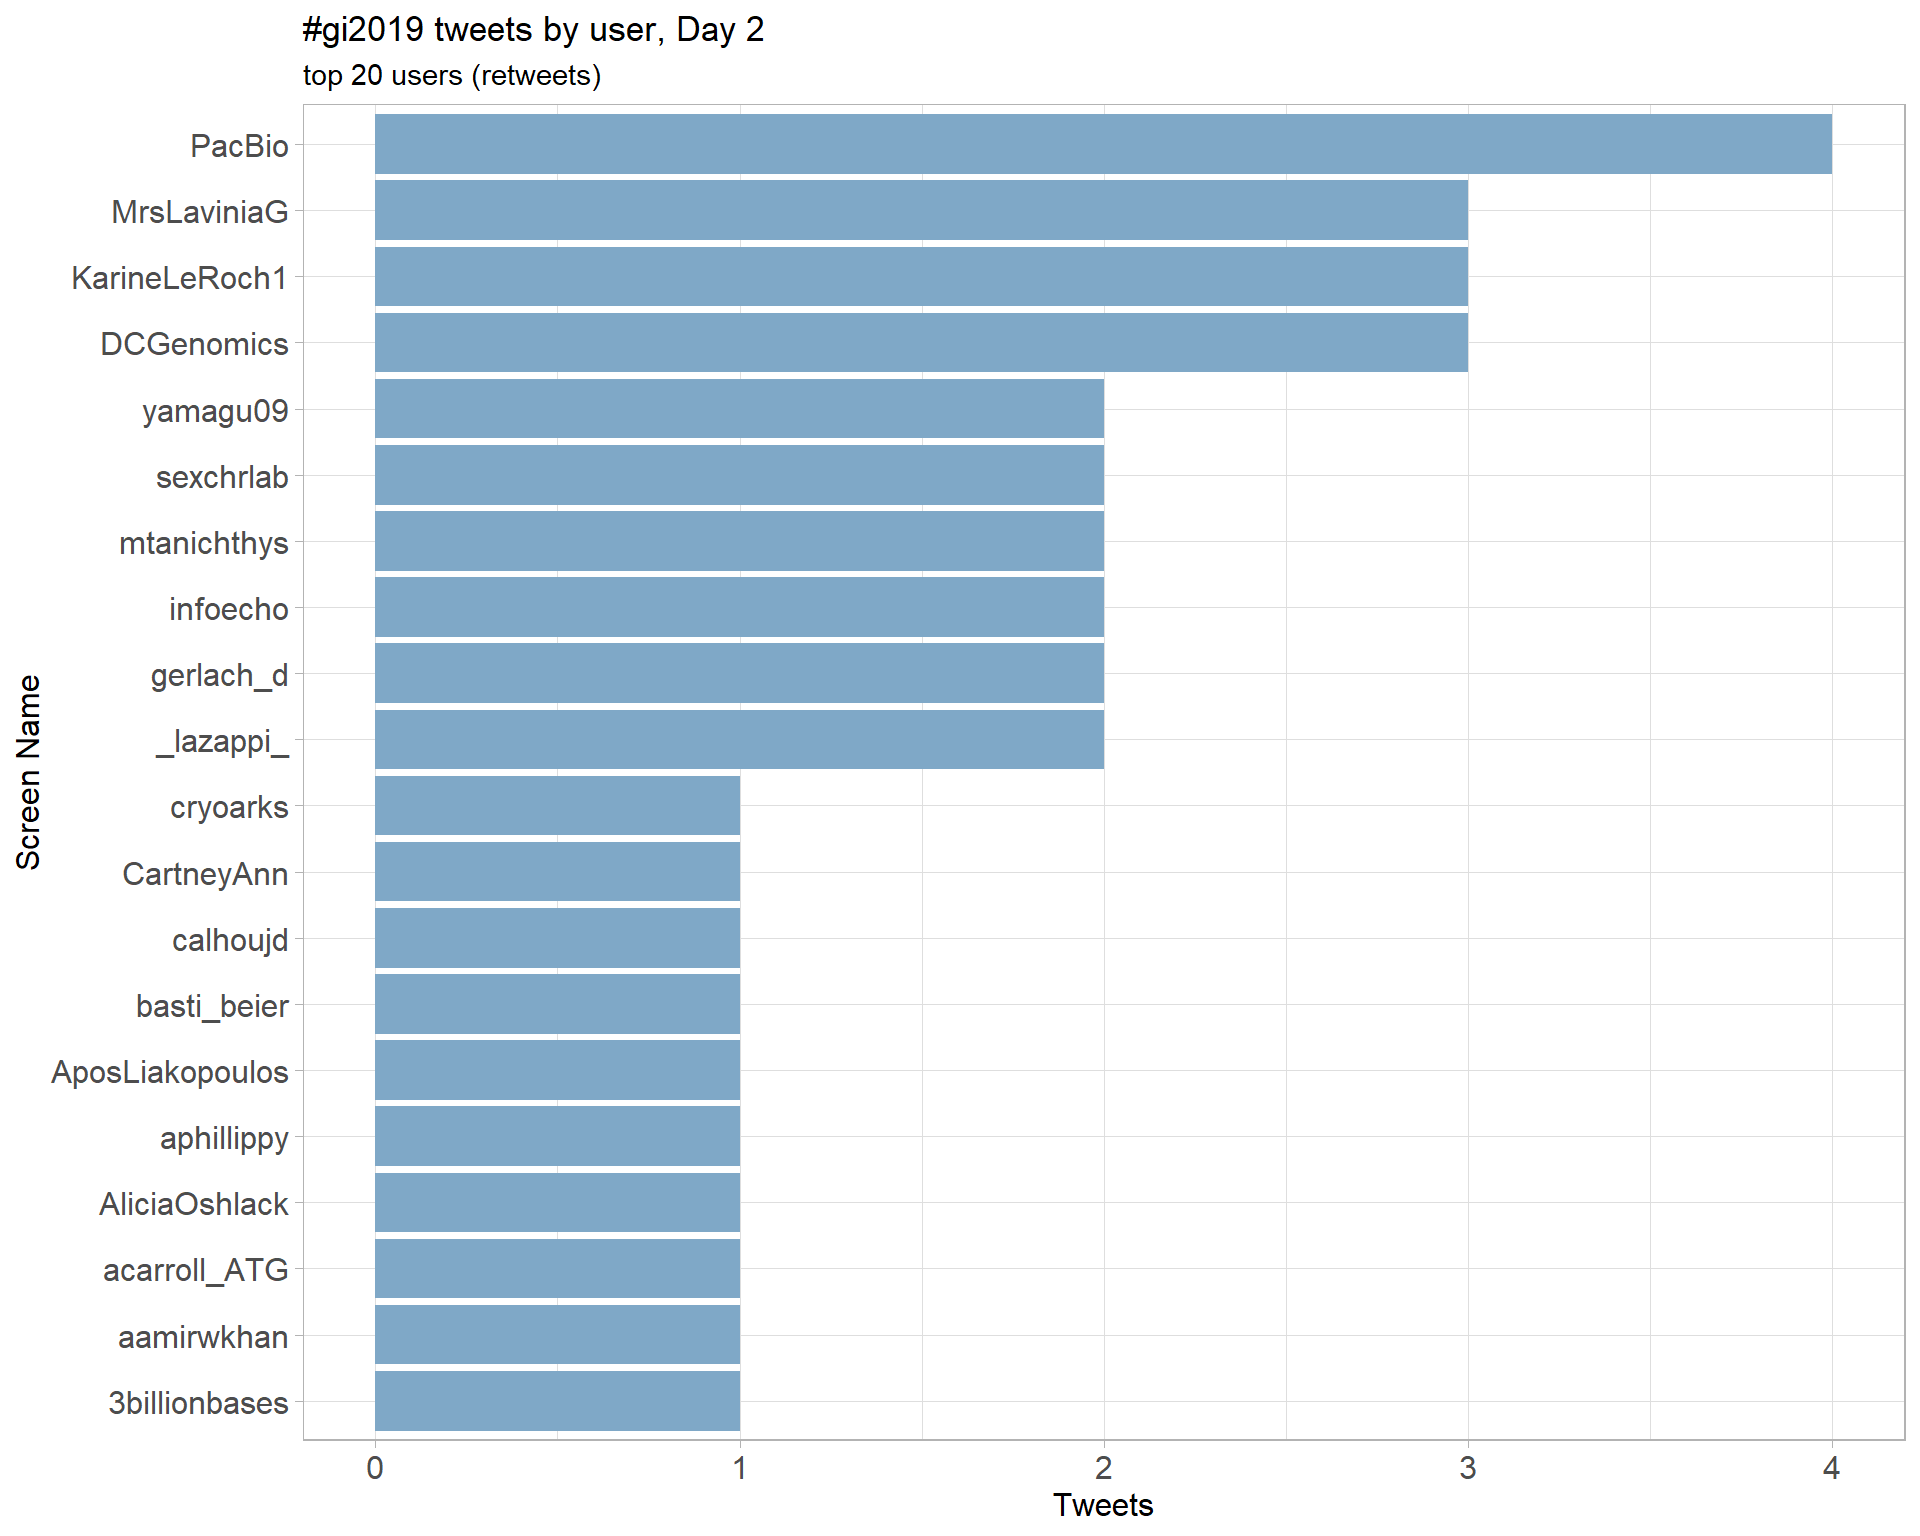 #gi2019 tweets by user, Day 2
top 20 users (retweets)
PacBio
MrsLaviniaG
KarineLeRoch1
DCGenomics
yamagu09
sexchrlab
mtanichthys
infoecho
gerlach_d
_lazappi_
cryoarks
CartneyAnn
calhoujd
basti_beier
AposLiakopoulos
aphillippy
AliciaOshlack
acarroll_ATG
aamirwkhan
3billionbases
Screen Name
0 1 2 3 4
Tweets